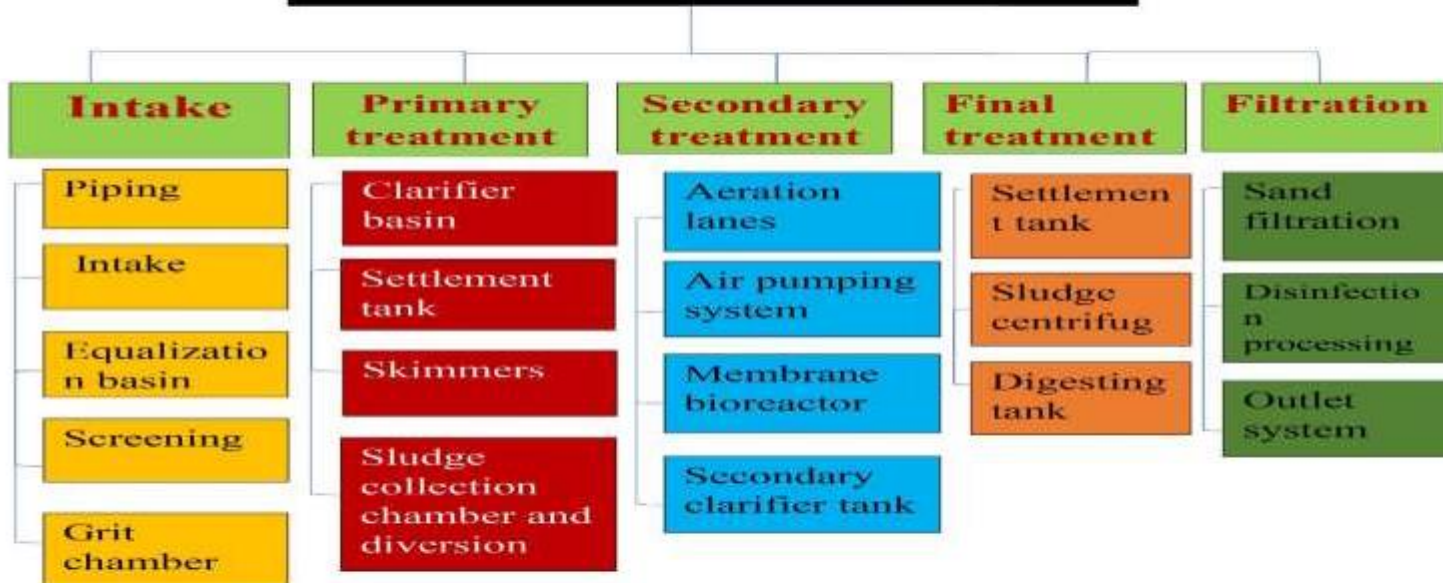 Intake
Primary
treatment
Secondary
treatment
Final
treatment
Filtration
Piping
Intake
Equalizatio
n basin
Screening
Grit
chamber
Clarifier
basin
Settlement
tank
Skimmers
Sludge
collection
chamber and
diversion
Aeration
lanes
Air pumping
system
Membrane
bioreactor
Secondary
clarifier tank
Settlemen
t tank
Sludge
centrifug
Digesting
tank
Sand
filtration
Disinfectio
n
processing
Outlet
system